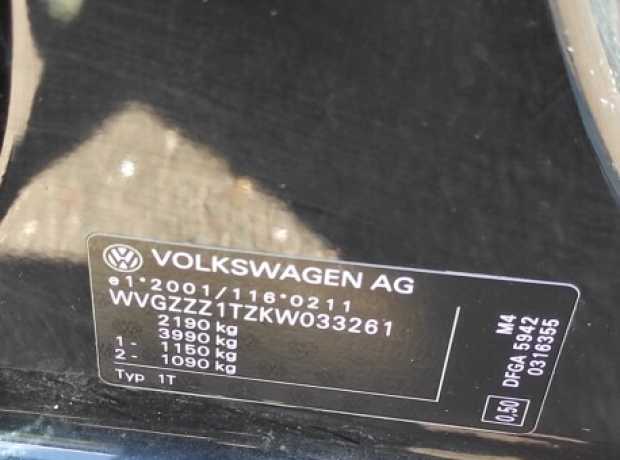 VOLKSWAGEN AG
e1*2001/116*0211
WVGZZZ1TZKW033261
2190 kg
3990 kg
1- 1150 kg
2- 1090 kg
Typ 1T
M4
DFGA 5942
0316355
0,50